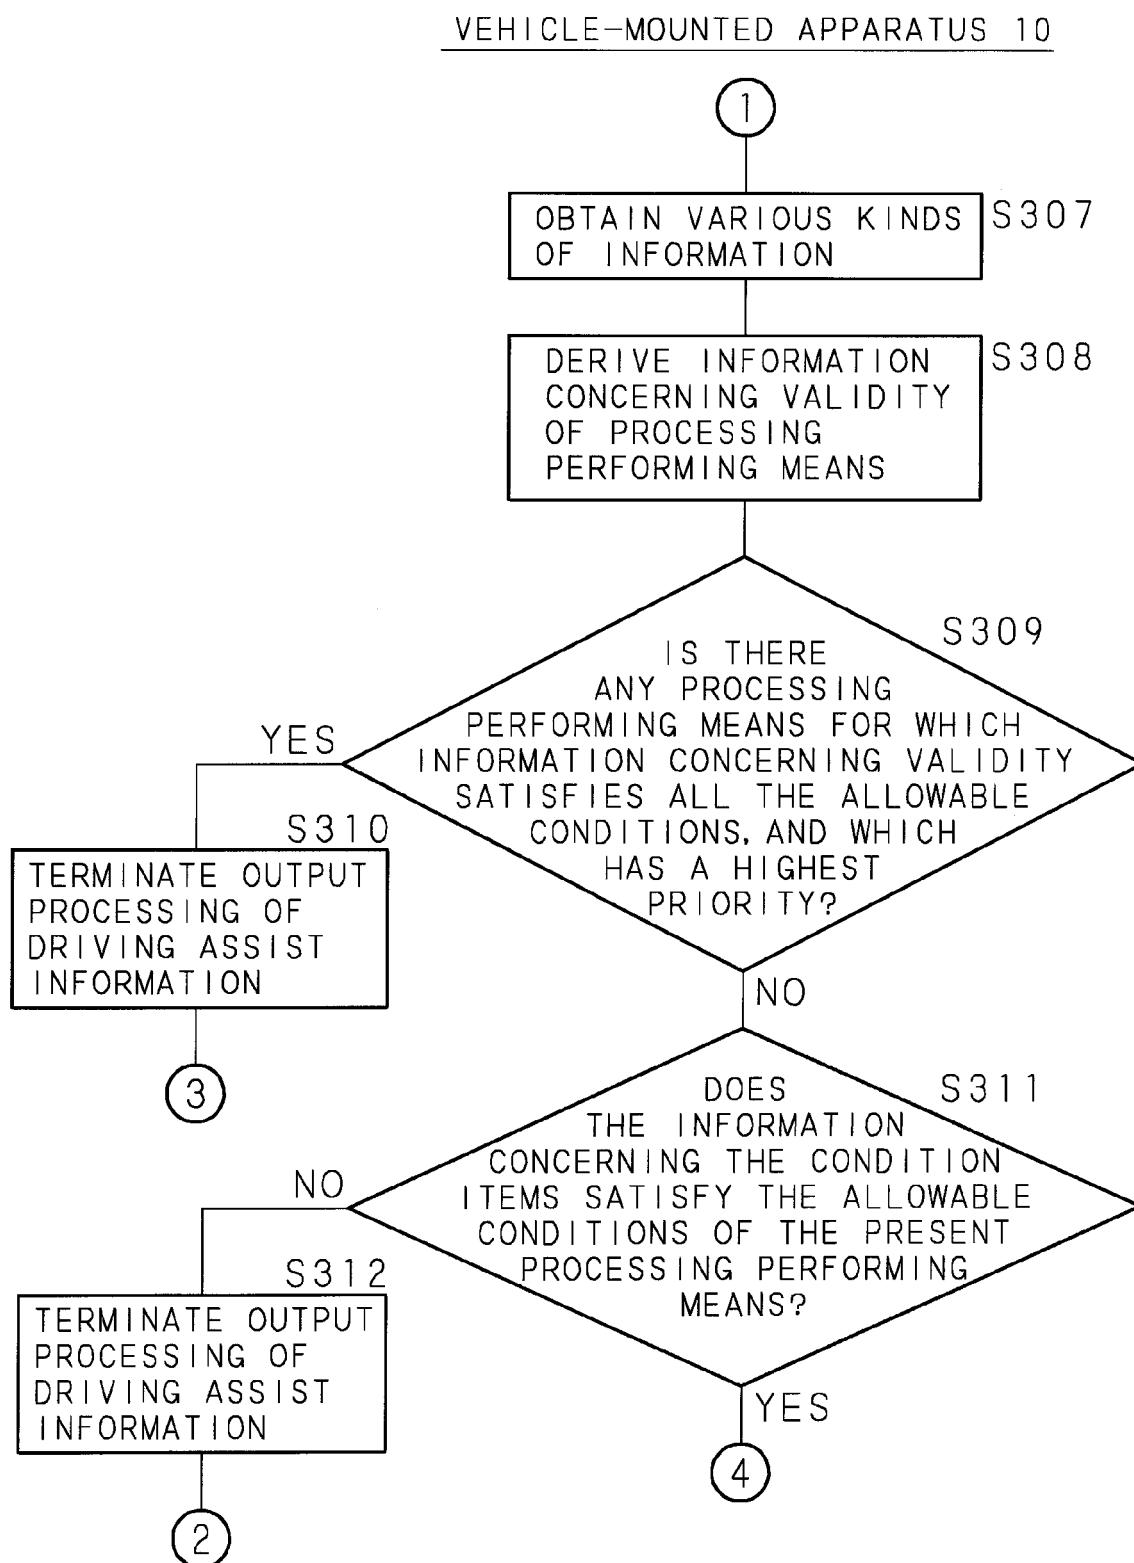 VEHICLE-MOUNTED APPARATUS 10
1
OBTAIN VARIOUS KINDS
OF INFORMATION
S307
DERIVE INFORMATION
CONCERNING VALIDITY
OF PROCESSING
PERFORMING MEANS
S308
S309
IS THERE
ANY PROCESSING
PERFORMING MEANS FOR WHICH
INFORMATION CONCERNING VALIDITY
SATISFIES ALL THE ALLOWABLE
CONDITIONS, AND WHICH
HAS A HIGHEST
PRIORITY?
YES
S310
TERMINATE OUTPUT
PROCESSING OF
DRIVING ASSIST
INFORMATION
3
NO
S311
DOES
THE INFORMATION
CONCERNING THE CONDITION
ITEMS SATISFY THE ALLOWABLE
CONDITIONS OF THE PRESENT
PROCESSING PERFORMING
MEANS?
NO
S312
TERMINATE OUTPUT
PROCESSING OF
DRIVING ASSIST
INFORMATION
2
YES
4